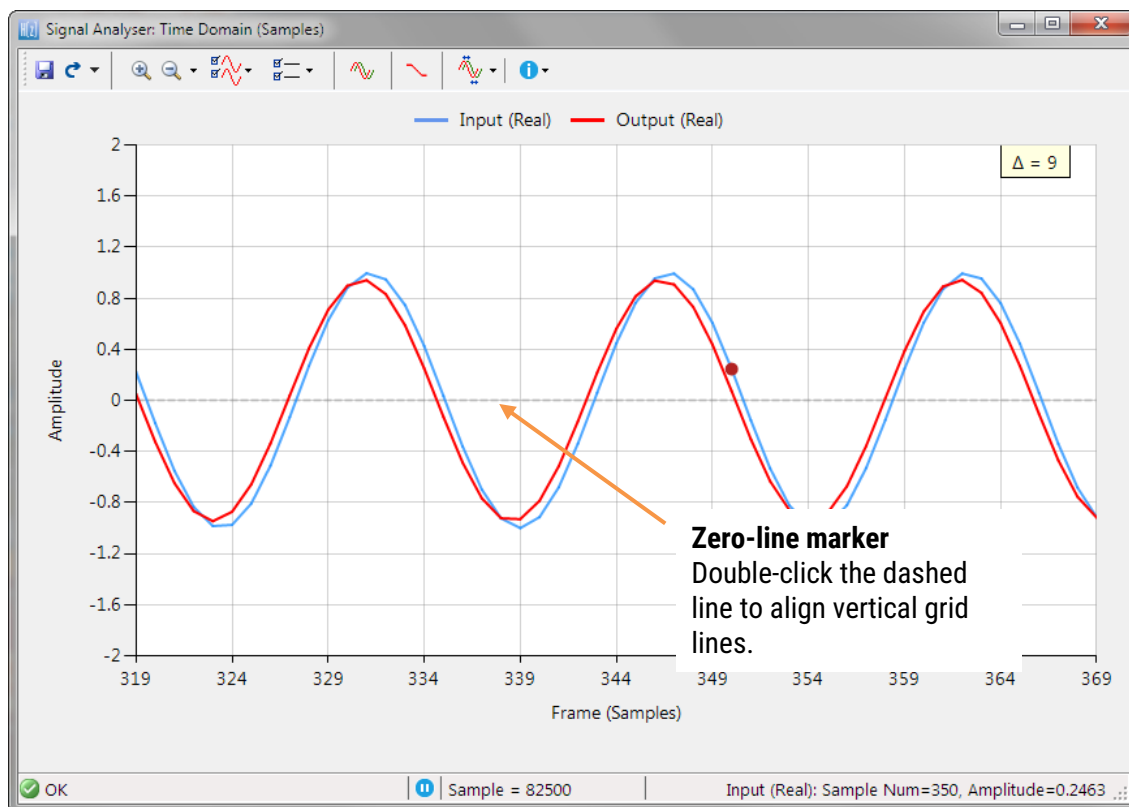 Signal Analyser: Time Domain (Samples)
Input (Real) Output (Real)
Δ = 9
2
1.6
1.2
0.8
0.4
0
-0.4
-0.8
-1.2
-1.6
-2
Amplitude
Zero-line marker
Double-click the dashed
line to align vertical grid
lines.
319 324 329 334 339 344 349 354 359 364 369
Frame (Samples)
OK Sample = 82500 Input (Real): Sample Num=350, Amplitude=0.2463